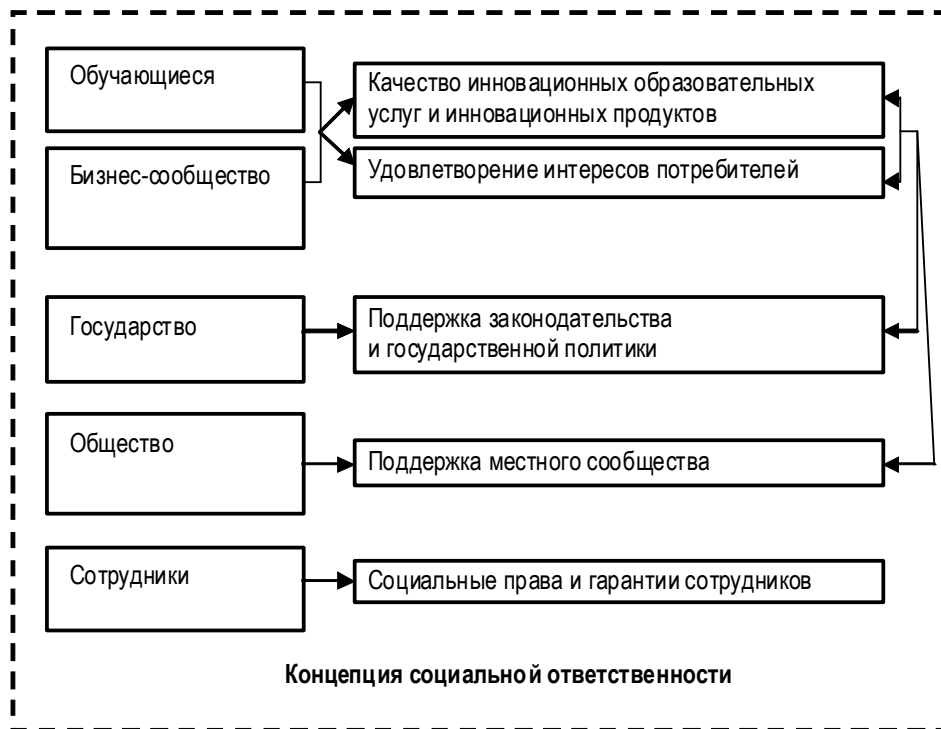 Обучающиеся
Качество инновационных образовательных
услуг и инновационных продуктов
Бизнес-сообщество
Удовлетворение интересов потребителей
Государство
Поддержка законодательства
и государственной политики
Общество
Поддержка местного сообщества
Сотрудники
Социальные права и гарантии сотрудников
Концепция социальной ответственности